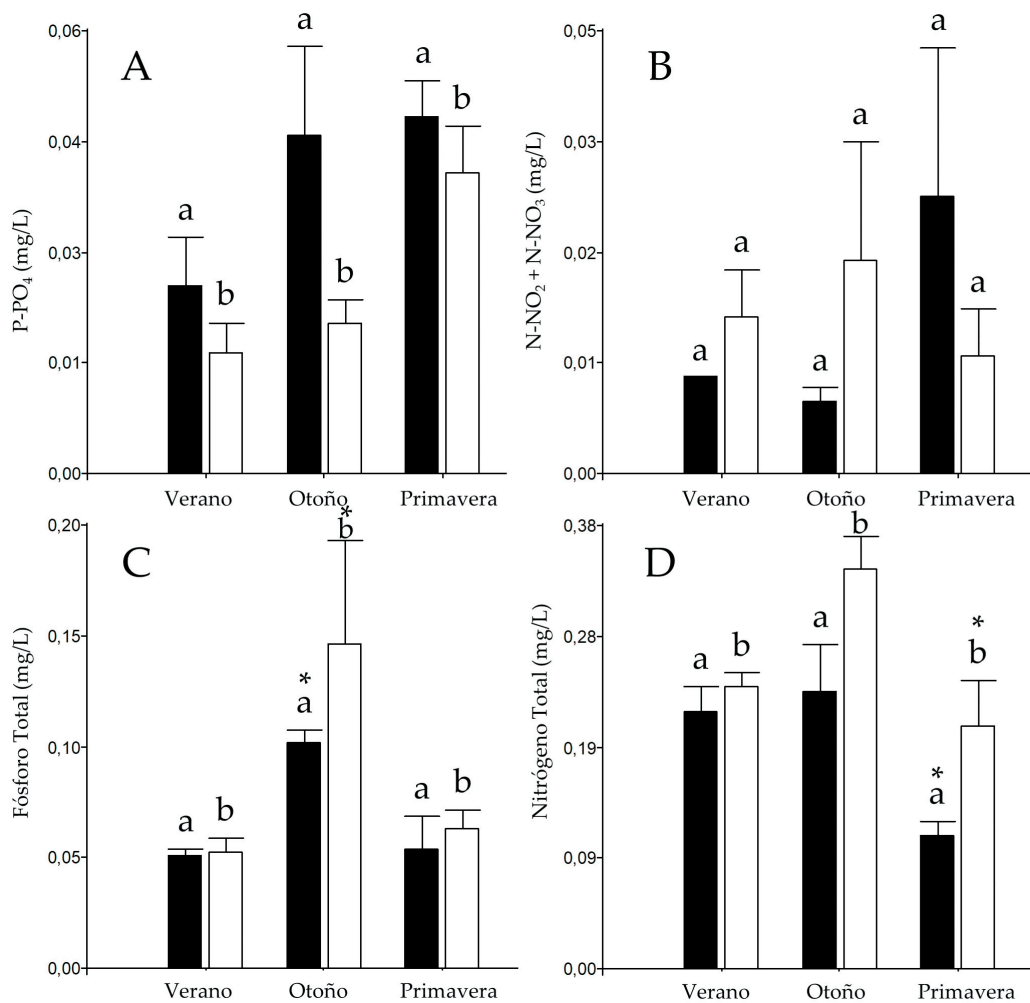 A
P-PO₄ (mg/L)
0,06
0,04
0,03
0,01
0,00
a
b
a
b
a
b
Verano
Otoño
Primavera
B
N-NO₂ + N-NO₃ (mg/L)
0,05
0,03
0,02
0,01
0,00
a
a
a
a
a
a
Verano
Otoño
Primavera
C
Fósforo Total (mg/L)
0,20
0,15
0,10
0,05
0,00
a
b
*
a
*
b
a
b
Verano
Otoño
Primavera
D
Nitrógeno Total (mg/L)
0,38
0,28
0,19
0,09
0,00
a
b
a
b
*
a
*
b
Verano
Otoño
Primavera